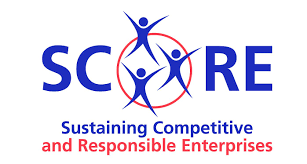 SCORE
Sustaining Competitive
and Responsible Enterprises